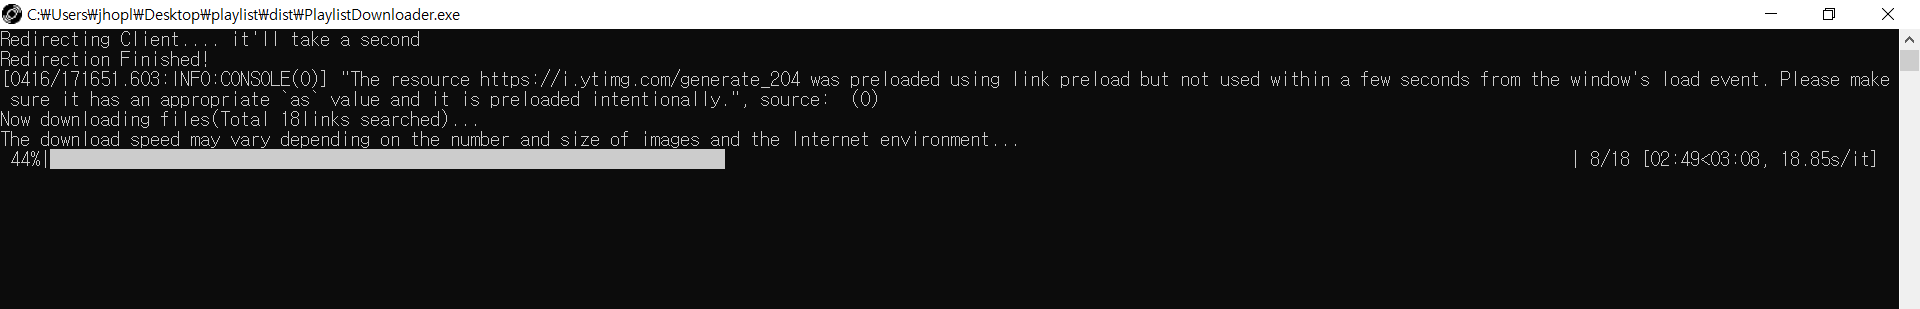 C:₩Users₩jhopl₩Desktop₩playlist₩dist₩PlaylistDownloader.exe
Redirecting Client.... it'll take a second
Redirection Finished!
[0416/171651.603:INFO:CONSOLE(0)] "The resource https://i.ytimg.com/generate_204 was preloaded using link preload but not used within a few seconds from the window's load event. Please make
sure it has an appropriate `as` value and it is preloaded intentionally.", source:  (0)
Now downloading files(Total 18links searched)...
The download speed may vary depending on the number and size of images and the Internet environment...
44%| | 8/18 [02:49<03:08, 18.85s/it]